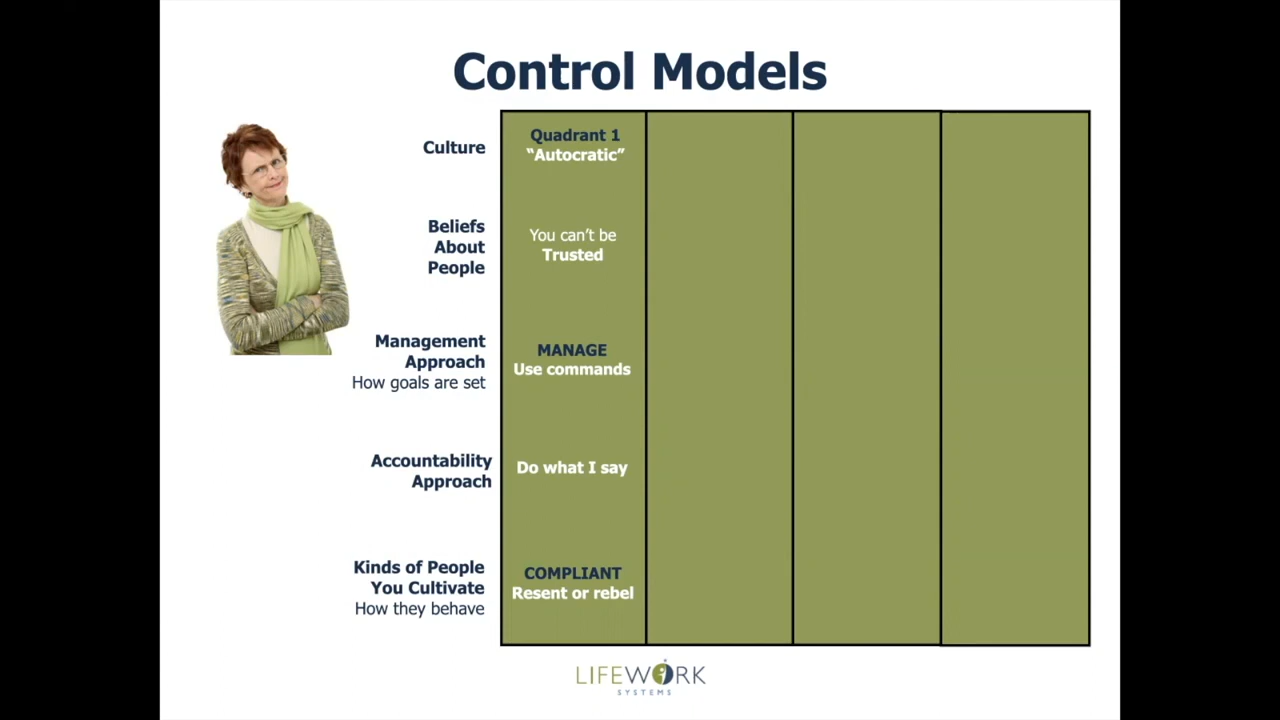 Control Models
Culture
Quadrant 1
“Autocratic”
Beliefs
About
People
You can’t be
Trusted
Management
Approach
How goals are set
MANAGE
Use commands
Accountability
Approach
Do what I say
Kinds of People
You Cultivate
How they behave
COMPLIANT
Resent or rebel
LIFEWORK
SYSTEMS